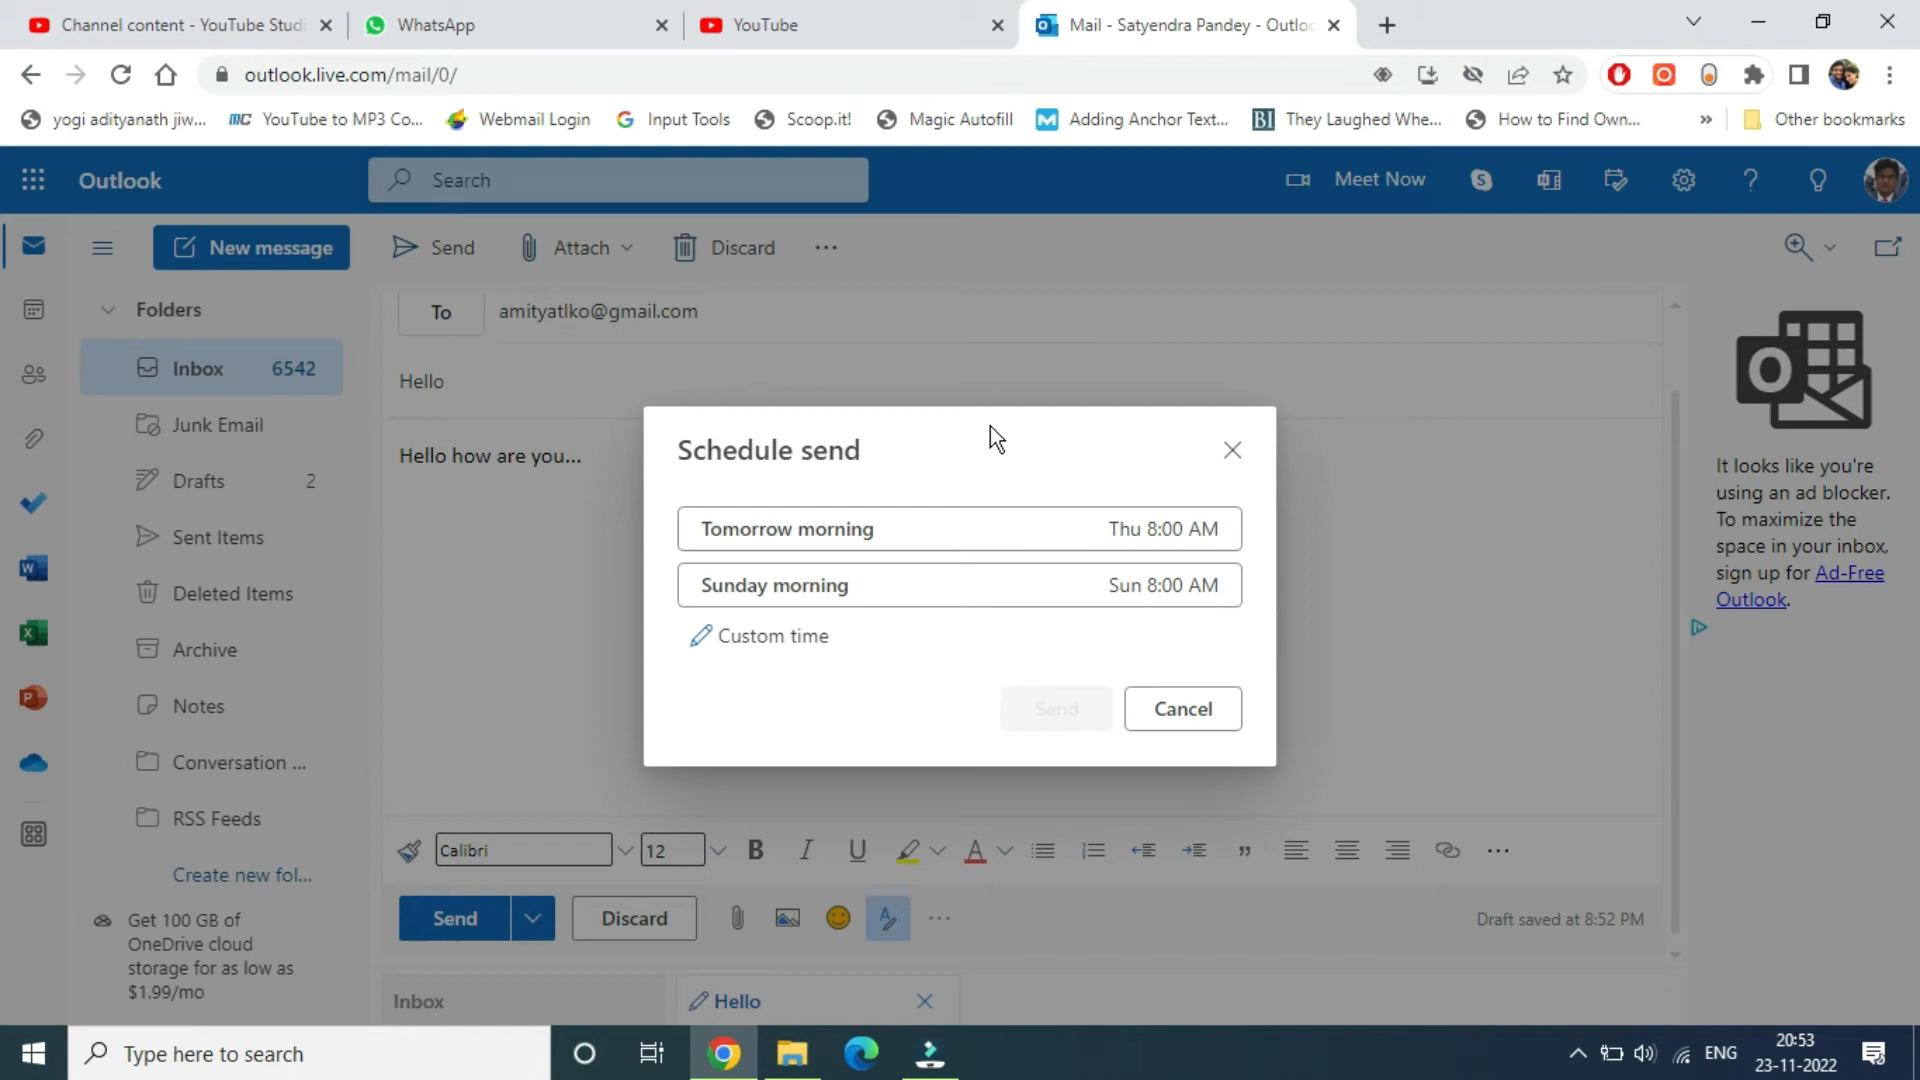 Channel content - YouTube Studi
WhatsApp
YouTube
Mail - Satyendra Pandey - Outloo
outlook.live.com/mail/0/
yogi adityanath jiw...
YouTube to MP3 Co...
Webmail Login
Input Tools
Scoop.it!
Magic Autofill
Adding Anchor Text...
They Laughed Whe...
How to Find Own...
Other bookmarks
Outlook
Search
Meet Now
New message
Send
Attach
Discard
Folders
Inbox 6542
Junk Email
Drafts 2
Sent Items
Deleted Items
Archive
Notes
Conversation ...
RSS Feeds
Create new fol...
Get 100 GB of
OneDrive cloud
storage for as low as
$1.99/mo
To
amityatlko@gmail.com
Hello
Hello how are you...
Schedule send
Tomorrow morning Thu 8:00 AM
Sunday morning Sun 8:00 AM
Custom time
Send
Cancel
It looks like you're
using an ad blocker.
To maximize the
space in your inbox,
sign up for Ad-Free
Outlook.
Calibri
12
Send
Discard
Draft saved at 8:52 PM
Inbox
Hello
Type here to search
ENG
20:53
23-11-2022